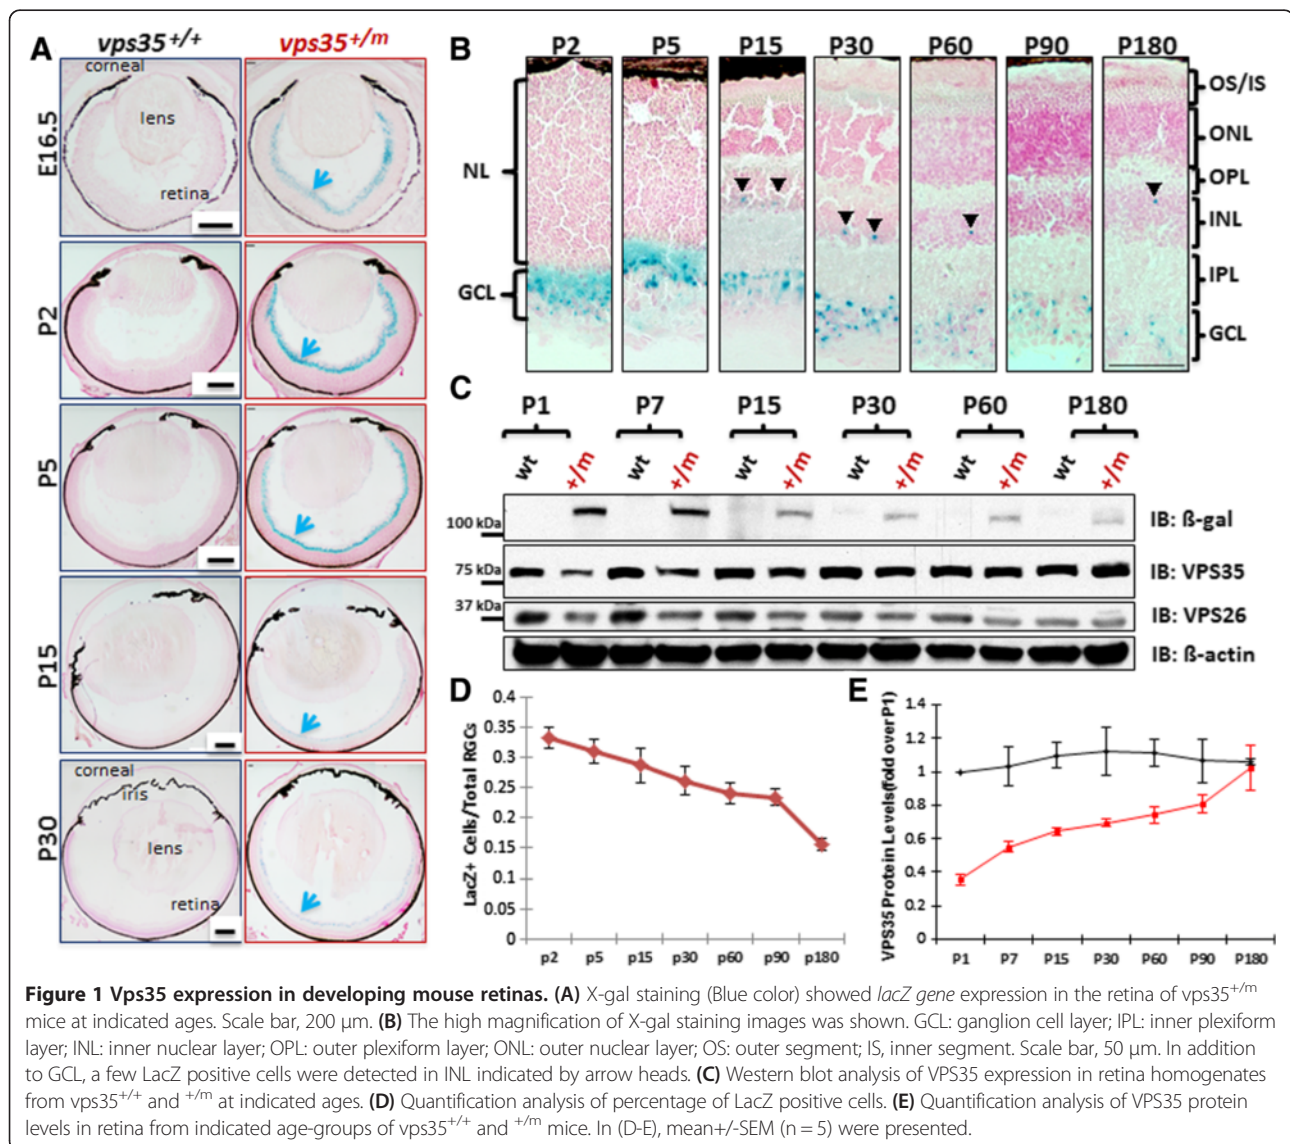 A
vps35+/+
vps35+/m
corneal
lens
retina
E16.5
P2
P5
P15
corneal
iris
lens
retina
P30
B
P2 P5 P15 P30 P60 P90 P180
NL
GCL
OS/IS
ONL
OPL
INL
IPL
GCL
C
P1 P7 P15 P30 P60 P180
wt +/m wt +/m wt +/m wt +/m wt +/m wt +/m
100 kDa
IB: ß-gal
75 kDa
IB: VPS35
37 kDa
IB: VPS26
IB: ß-actin
D
LacZ+ Cells/Total RGCs
0.4
0.35
0.3
0.25
0.2
0.15
0.1
0.05
0
p2 p5 p15 p30 p60 p90 p180
E
VPS35 Protein Levels(fold over P1)
1.4
1.2
1
0.8
0.6
0.4
0.2
0
P1 P7 P15 P30 P60 P90 P180
Figure 1 Vps35 expression in developing mouse retinas. (A) X-gal staining (Blue color) showed lacZ gene expression in the retina of vps35+/m
mice at indicated ages. Scale bar, 200 μm. (B) The high magnification of X-gal staining images was shown. GCL: ganglion cell layer; IPL: inner plexiform
layer; INL: inner nuclear layer; OPL: outer plexiform layer; ONL: outer nuclear layer; OS: outer segment; IS, inner segment. Scale bar, 50 μm. In addition
to GCL, a few LacZ positive cells were detected in INL indicated by arrow heads. (C) Western blot analysis of VPS35 expression in retina homogenates
from vps35+/+ and +/m at indicated ages. (D) Quantification analysis of percentage of LacZ positive cells. (E) Quantification analysis of VPS35 protein
levels in retina from indicated age-groups of vps35+/+ and +/m mice. In (D-E), mean+/-SEM (n = 5) were presented.